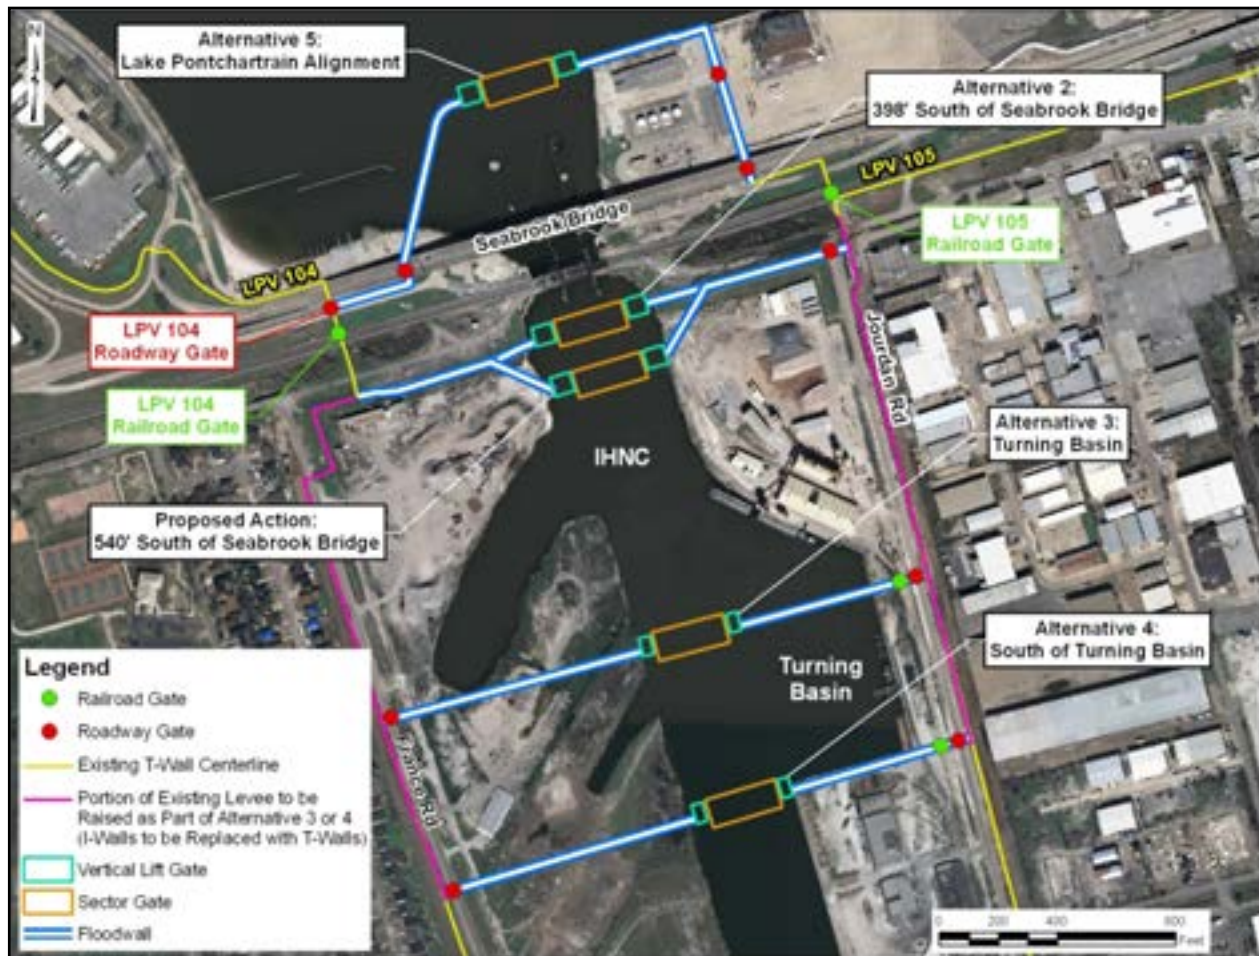 N
Alternative 5:
Lake Pontchartrain Alignment
Alternative 2:
398' South of Seabrook Bridge
LPV 105
Seabrook Bridge
LPV 105
Railroad Gate
LPV 104
LPV 104
Roadway Gate
LPV 104
Railroad Gate
Jourdan Rd
IHNC
Alternative 3:
Turning Basin
Proposed Action:
540' South of Seabrook Bridge
Alternative 4:
South of Turning Basin
Turning
Basin
France Rd
Legend
Railroad Gate
Roadway Gate
Existing T-Wall Centerline
Portion of Existing Levee to be
Raised as Part of Alternative 3 or 4
(I-Walls to be Replaced with T-Walls)
Vertical Lift Gate
Sector Gate
Floodwall
0 200 400 800
Feet